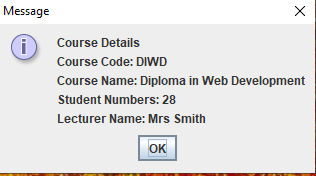 Message
Course Details
Course Code: DIWD
Course Name: Diploma in Web Development
Student Numbers: 28
Lecturer Name: Mrs Smith
OK